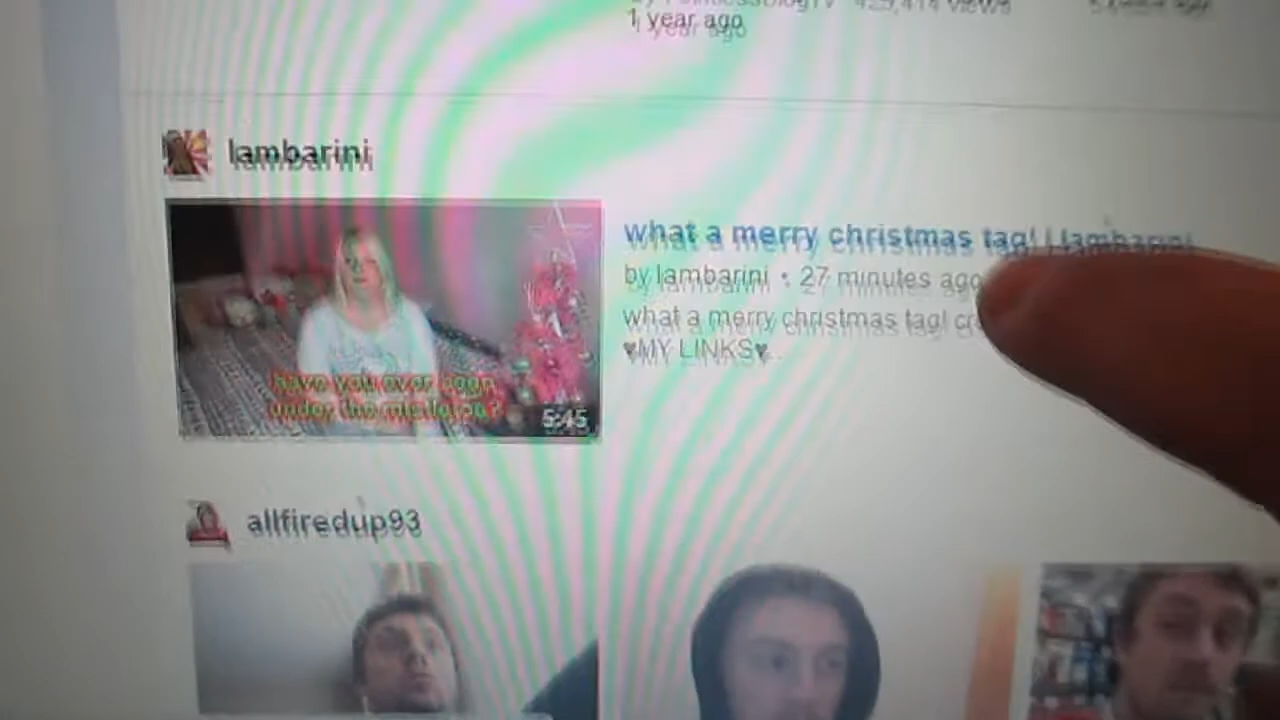 1 year ago
lambarini
what a merry christmas tag! | lambarini
by lambarini • 27 minutes ago
what a merry christmas tag!
♥MY LINKS♥
have you ever been
under the mistletoe?
5:45
allfiredup93